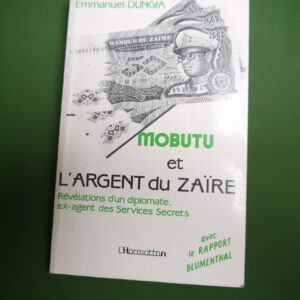 Emmanuel DUNGIA
BANQUE DU ZAÏRE
MOBUTU
et
L'ARGENT du ZAÏRE
Révélations d'un diplomate,
ex-agent des Services Secrets
avec
le RAPPORT
BLUMENTHAL
L'Harmattan